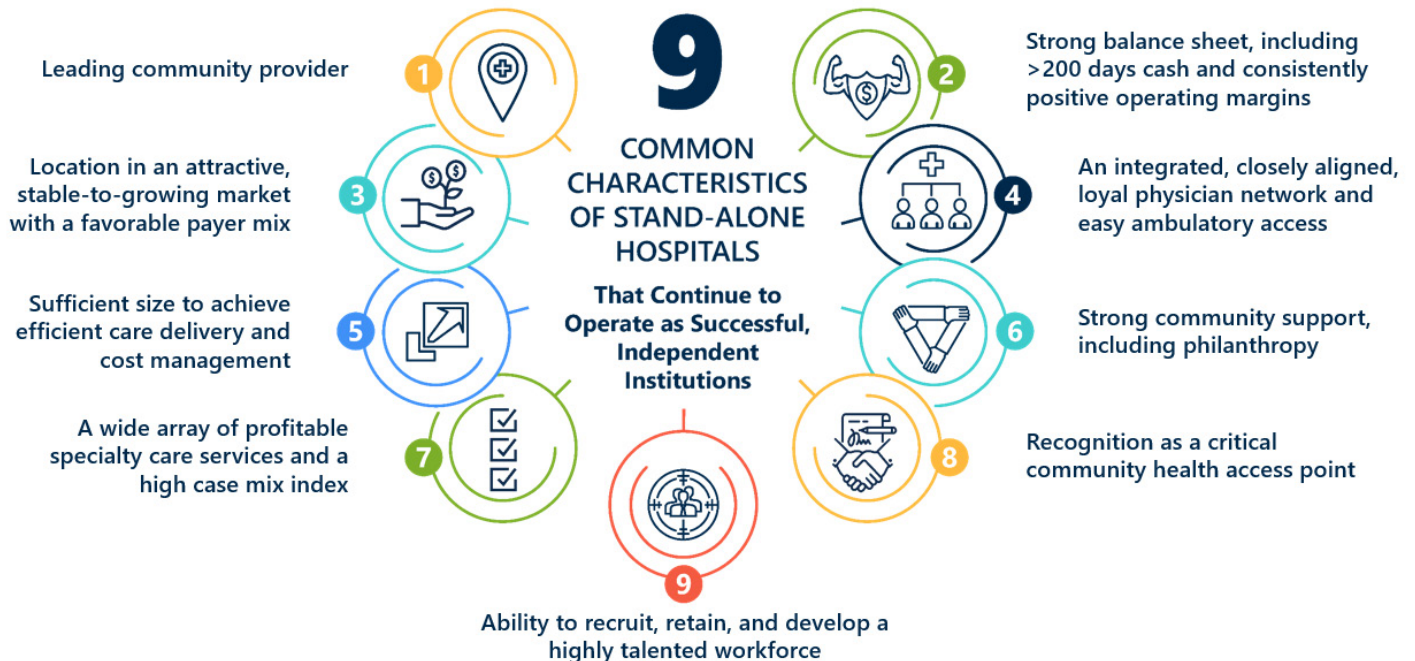 9
COMMON
CHARACTERISTICS
OF STAND-ALONE
HOSPITALS
That Continue to
Operate as Successful,
Independent
Institutions
1
Leading community provider
2
Strong balance sheet, including
>200 days cash and consistently
positive operating margins
3
Location in an attractive,
stable-to-growing market
with a favorable payer mix
4
An integrated, closely aligned,
loyal physician network and
easy ambulatory access
5
Sufficient size to achieve
efficient care delivery and
cost management
6
Strong community support,
including philanthropy
7
A wide array of profitable
specialty care services and a
high case mix index
8
Recognition as a critical
community health access point
9
Ability to recruit, retain, and develop a
highly talented workforce